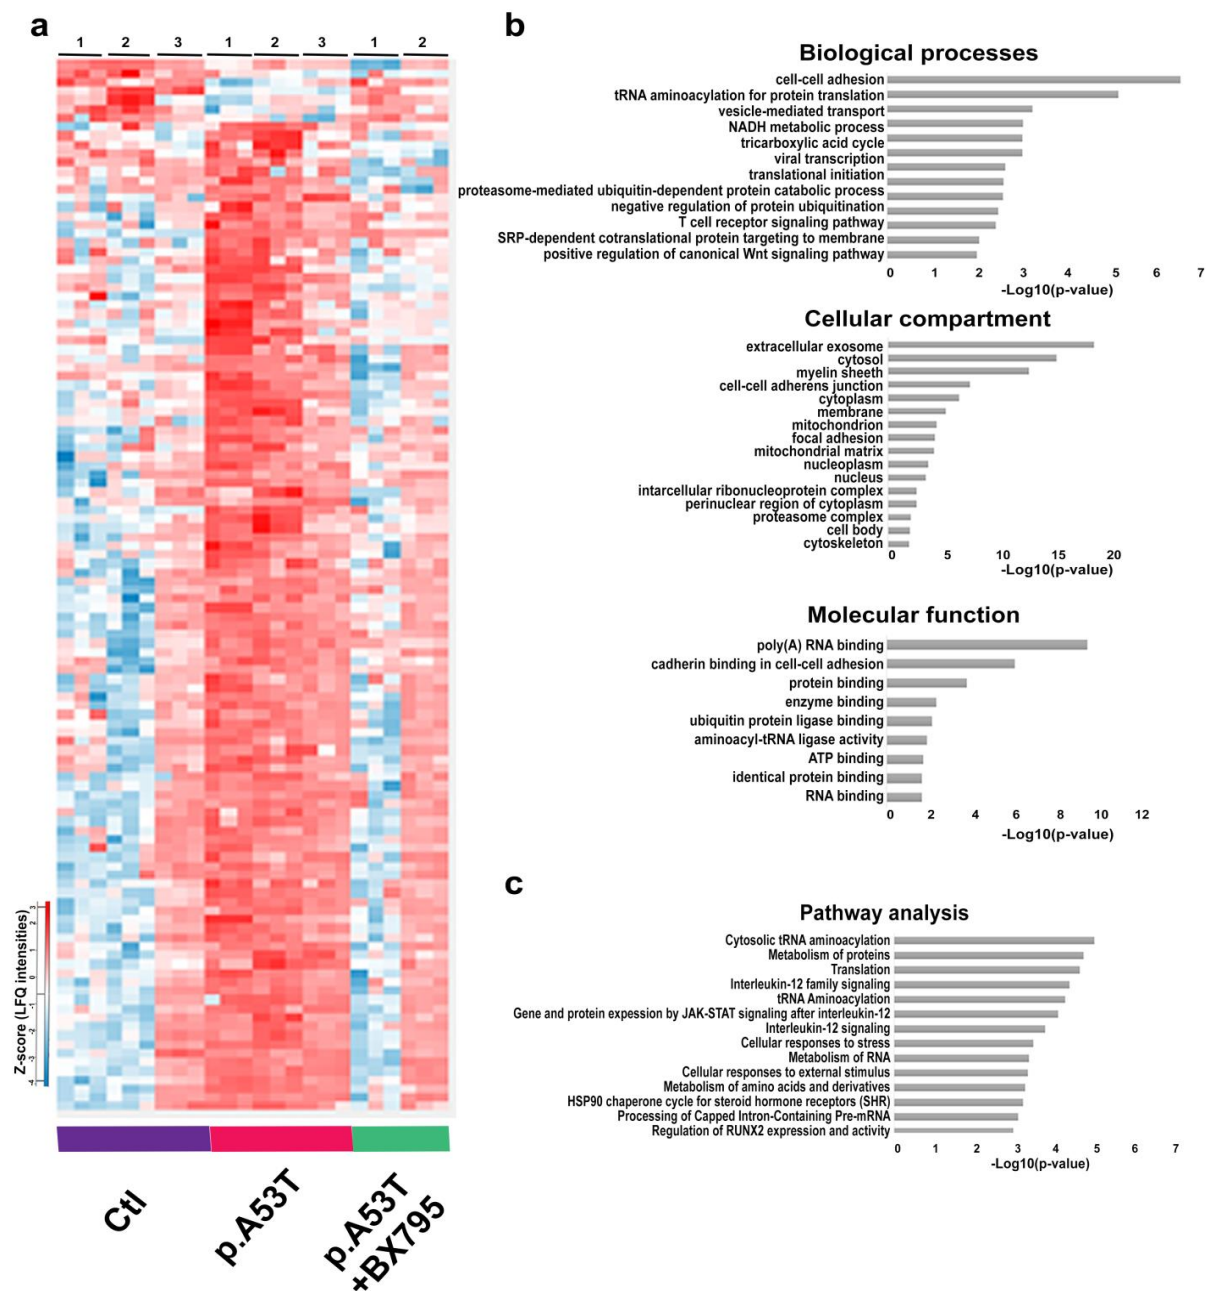 a
1 2 3 1 2 3 1 2
Z-score (LFQ intensities)
3
2
1
0
-1
-2
-3
-4
Ctl
p.A53T
p.A53T
+BX795
b
Biological processes
cell-cell adhesion
tRNA aminoacylation for protein translation
vesicle-mediated transport
NADH metabolic process
tricarboxylic acid cycle
viral transcription
translational initiation
proteasome-mediated ubiquitin-dependent protein catabolic process
negative regulation of protein ubiquitination
T cell receptor signaling pathway
SRP-dependent cotranslational protein targeting to membrane
positive regulation of canonical Wnt signaling pathway
0 1 2 3 4 5 6 7
-Log10(p-value)
Cellular compartment
extracellular exosome
cytosol
myelin sheeth
cell-cell adherens junction
cytoplasm
membrane
mitochondrion
focal adhesion
mitochondrial matrix
nucleoplasm
nucleus
intarcellular ribonucleoprotein complex
perinuclear region of cytoplasm
proteasome complex
cell body
cytoskeleton
0 5 10 15 20
-Log10(p-value)
Molecular function
poly(A) RNA binding
cadherin binding in cell-cell adhesion
protein binding
enzyme binding
ubiquitin protein ligase binding
aminoacyl-tRNA ligase activity
ATP binding
identical protein binding
RNA binding
0 2 4 6 8 10 12
-Log10(p-value)
c
Pathway analysis
Cytosolic tRNA aminoacylation
Metabolism of proteins
Translation
Interleukin-12 family signaling
tRNA Aminoacylation
Gene and protein expession by JAK-STAT signaling after interleukin-12
Interleukin-12 signaling
Cellular responses to stress
Metabolism of RNA
Cellular responses to external stimulus
Metabolism of amino acids and derivatives
HSP90 chaperone cycle for steroid hormone receptors (SHR)
Processing of Capped Intron-Containing Pre-mRNA
Regulation of RUNX2 expression and activity
0 1 2 3 4 5 6 7
-Log10(p-value)